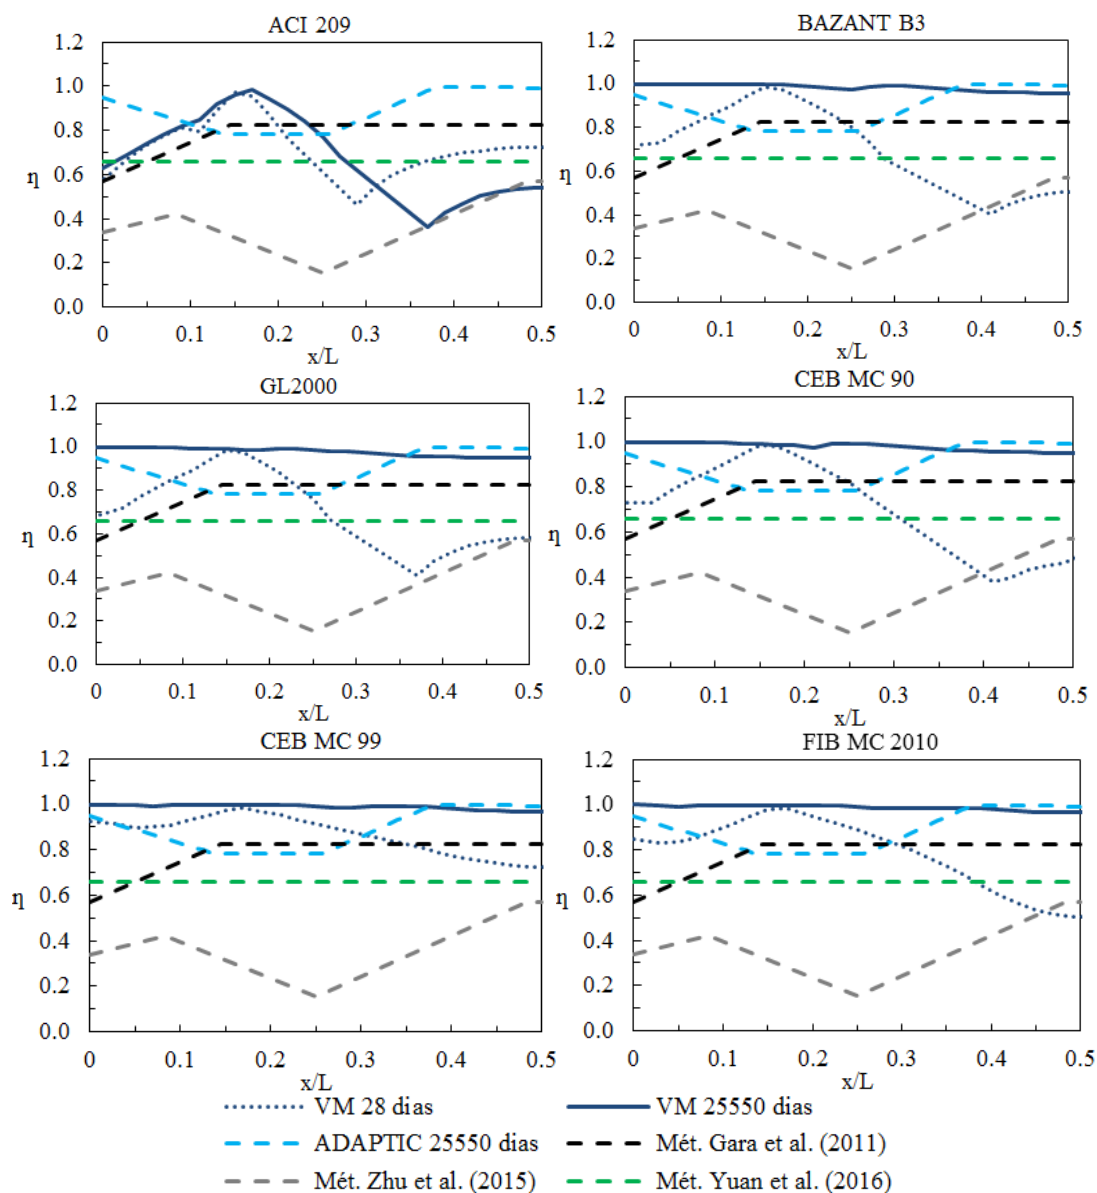 ACI 209
1.2
1.0
0.8
0.6
η
0.4
0.2
0.0
0 0.1 0.2 0.3 0.4 0.5
x/L
BAZANT B3
1.2
1.0
0.8
0.6
η
0.4
0.2
0.0
0 0.1 0.2 0.3 0.4 0.5
x/L
GL2000
1.2
1.0
0.8
0.6
η
0.4
0.2
0.0
0 0.1 0.2 0.3 0.4 0.5
x/L
CEB MC 90
1.2
1.0
0.8
0.6
η
0.4
0.2
0.0
0 0.1 0.2 0.3 0.4 0.5
x/L
CEB MC 99
1.2
1.0
0.8
0.6
η
0.4
0.2
0.0
0 0.1 0.2 0.3 0.4 0.5
x/L
FIB MC 2010
1.2
1.0
0.8
0.6
η
0.4
0.2
0.0
0 0.1 0.2 0.3 0.4 0.5
x/L
VM 28 dias
VM 25550 dias
ADAPTIC 25550 dias
Mét. Gara et al. (2011)
Mét. Zhu et al. (2015)
Mét. Yuan et al. (2016)